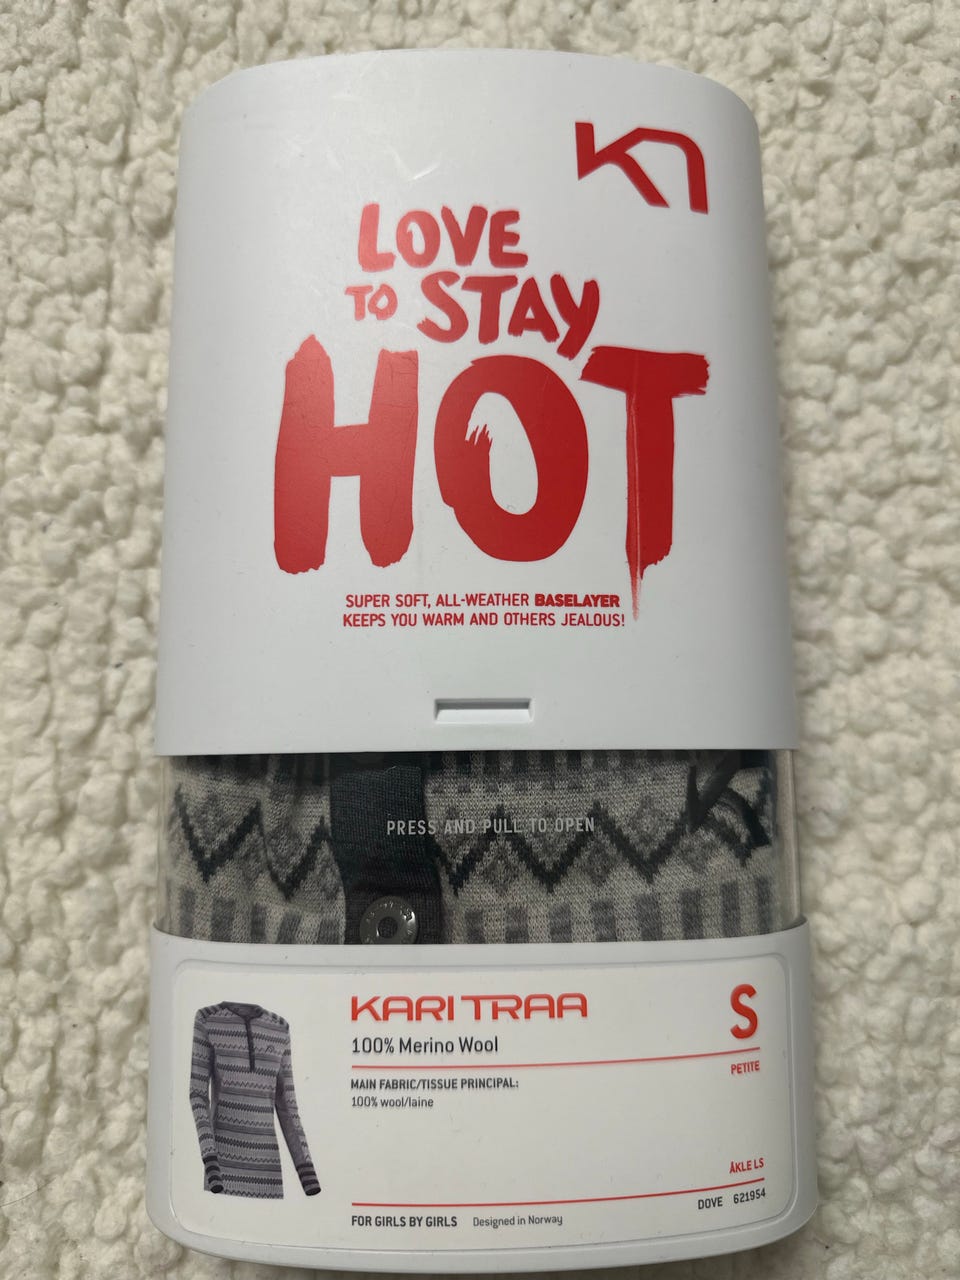 LOVE
TO STAY
HOT
SUPER SOFT, ALL-WEATHER BASELAYER
KEEPS YOU WARM AND OTHERS JEALOUS!
PRESS AND PULL TO OPEN
KARI TRAA
S
100% Merino Wool
PETITE
MAIN FABRIC/TISSUE PRINCIPAL:
100% wool/laine
ÅKLE LS
DOVE 621954
FOR GIRLS BY GIRLS Designed in Norway